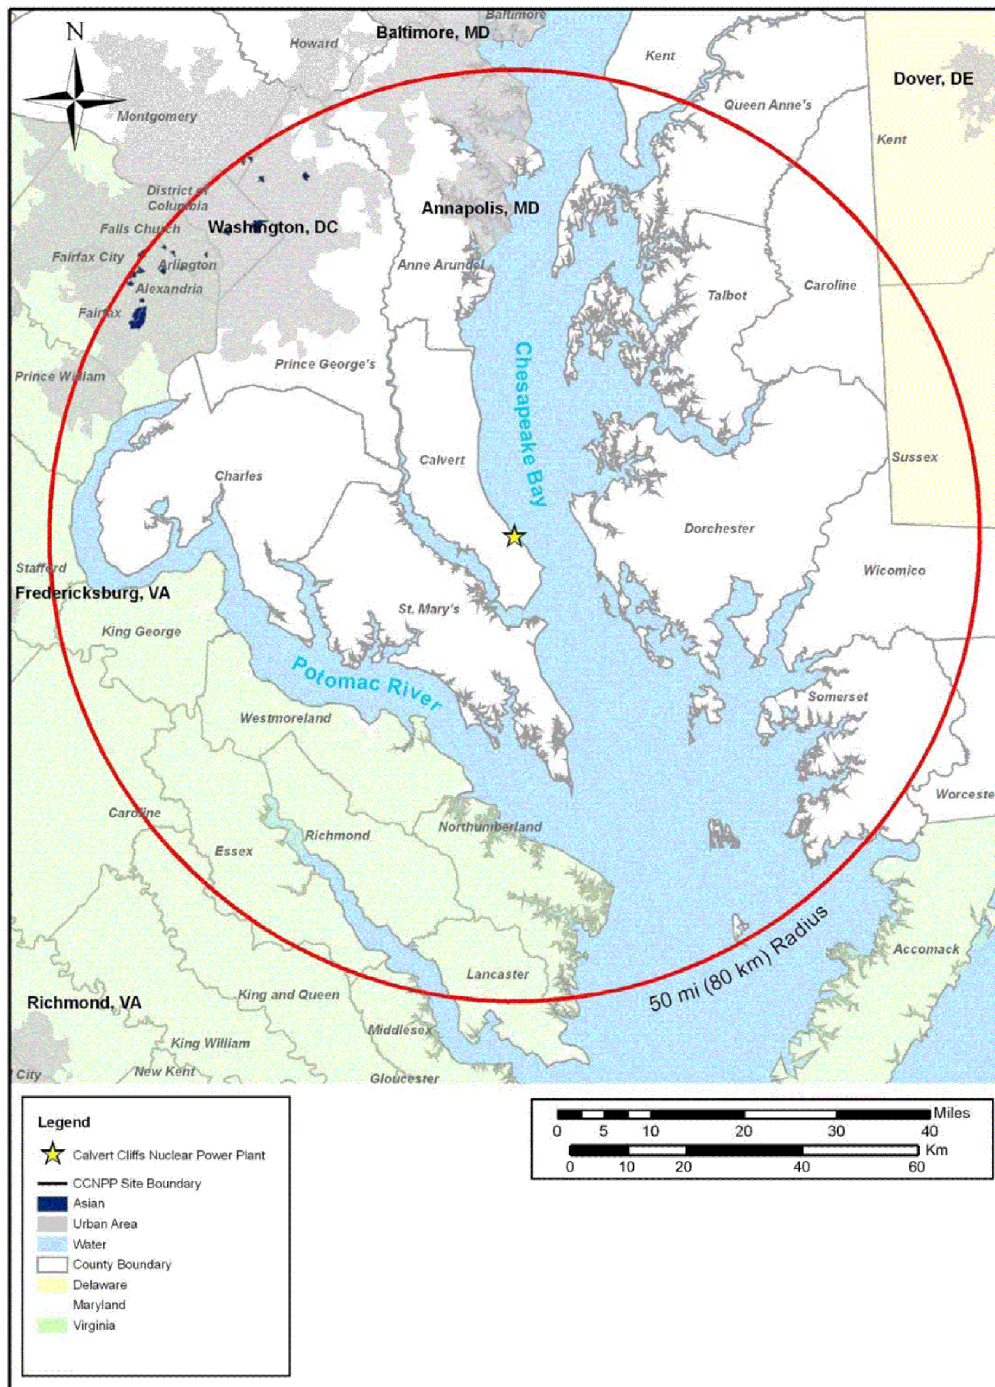 Baltimore
Baltimore, MD
N
Howard
Kent
Dover, DE
Queen Anne's
Montgomery
Kent
District of
Columbia
Annapolis, MD
Falls Church
Washington, DC
Fairfax City
Arlington
Anne Arundel
Alexandria
Talbot
Caroline
Fairfax
Prince George's
Prince William
Chesapeake Bay
Calvert
Sussex
Charles
Dorchester
Stafford
Wicomico
Fredericksburg, VA
St. Mary's
King George
Potomac River
Somerset
Westmoreland
Worcester
Caroline
Northumberland
Richmond
Essex
50 mi (80 km) Radius
Accomack
Lancaster
King and Queen
Richmond, VA
Middlesex
King William
New Kent
City
Gloucester
Legend
Calvert Cliffs Nuclear Power Plant
CCNPP Site Boundary
Asian
Urban Area
Water
County Boundary
Delaware
Maryland
Virginia
Miles
0 5 10 20 30 40
Km
0 10 20 40 60